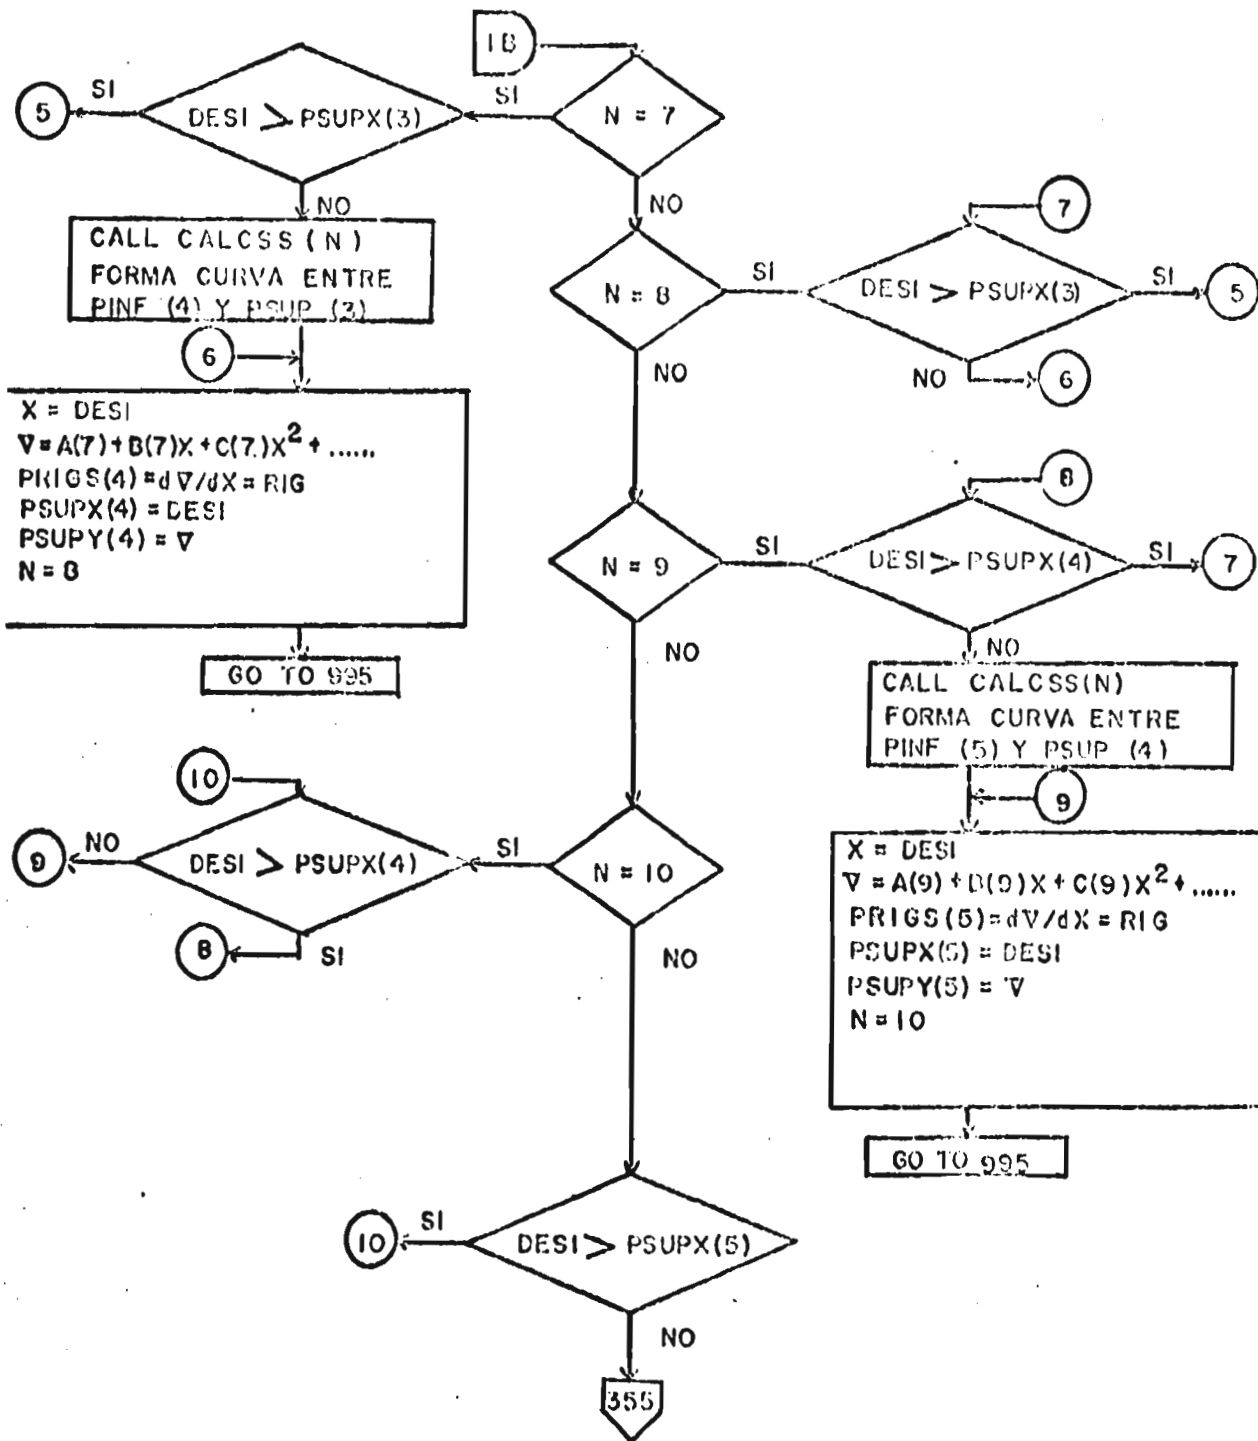 1B
N = 7
SI
DESI > PSUPX(3)
SI
5
NO
CALL CALCSS (N)
FORMA CURVA ENTRE
PINF (4) Y PSUP (3)
6
X = DESI
∇ = A(7) + B(7)X + C(7)X² + ......
PRIGS(4) = d∇/dX = RIG
PSUPX(4) = DESI
PSUPY(4) = ∇
N = 8
GO TO 995
NO
N = 8
SI
7
DESI > PSUPX(3)
SI
5
NO
6
NO
N = 9
SI
8
DESI > PSUPX(4)
SI
7
NO
CALL CALCSS(N)
FORMA CURVA ENTRE
PINF (5) Y PSUP (4)
9
X = DESI
∇ = A(9) + B(9)X + C(9)X² + ......
PRIGS(5) = d∇/dX = RIG
PSUPX(5) = DESI
PSUPY(5) = ∇
N = 10
GO TO 995
NO
N = 10
SI
10
DESI > PSUPX(4)
NO
9
SI
8
NO
DESI > PSUPX(5)
SI
10
NO
355